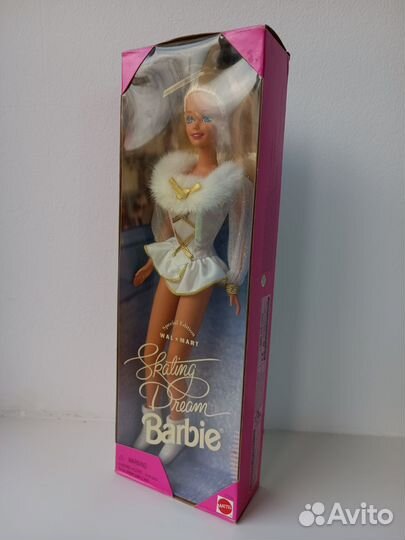 Special Edition
WAL★MART
Skating
Dream
Barbie
WARNING
MATTEL
Avito